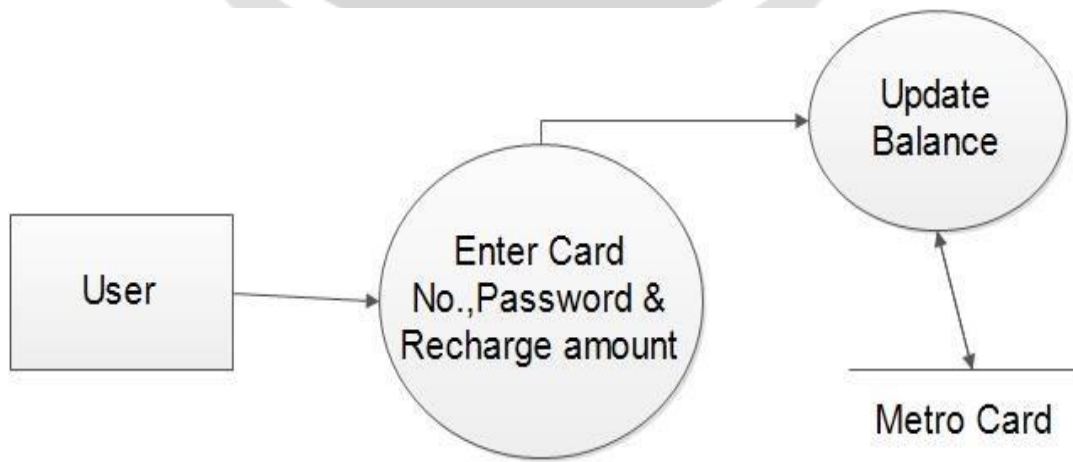 User
Enter Card
No.,Password &
Recharge amount
Update
Balance
Metro Card